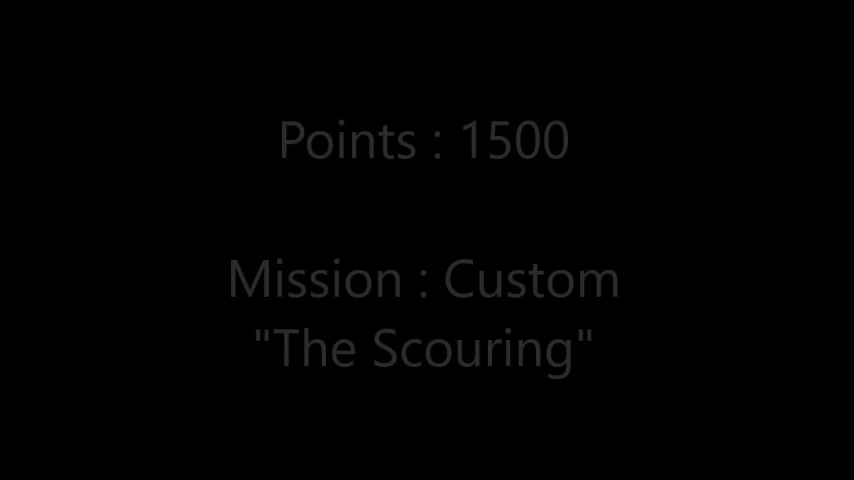 Points : 1500
Mission : Custom
"The Scouring"